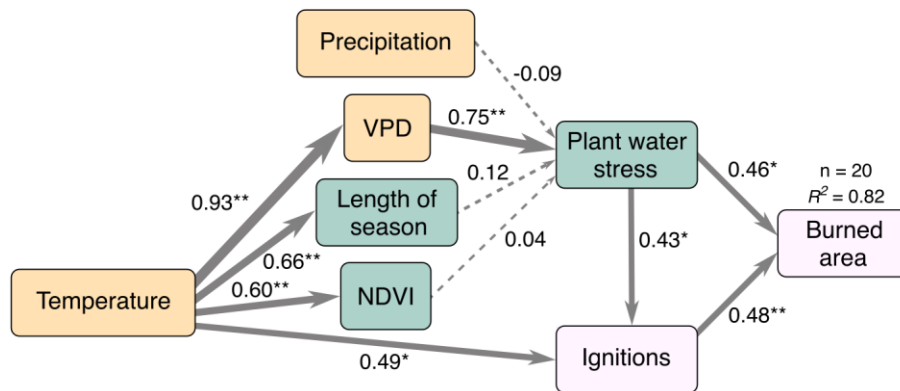 Precipitation
-0.09
VPD
0.75**
Plant water
stress
0.46*
n = 20
R² = 0.82
0.93**
Length of
season
0.12
Burned
area
0.66**
0.04
0.43*
Temperature
0.60**
NDVI
0.48**
0.49*
Ignitions